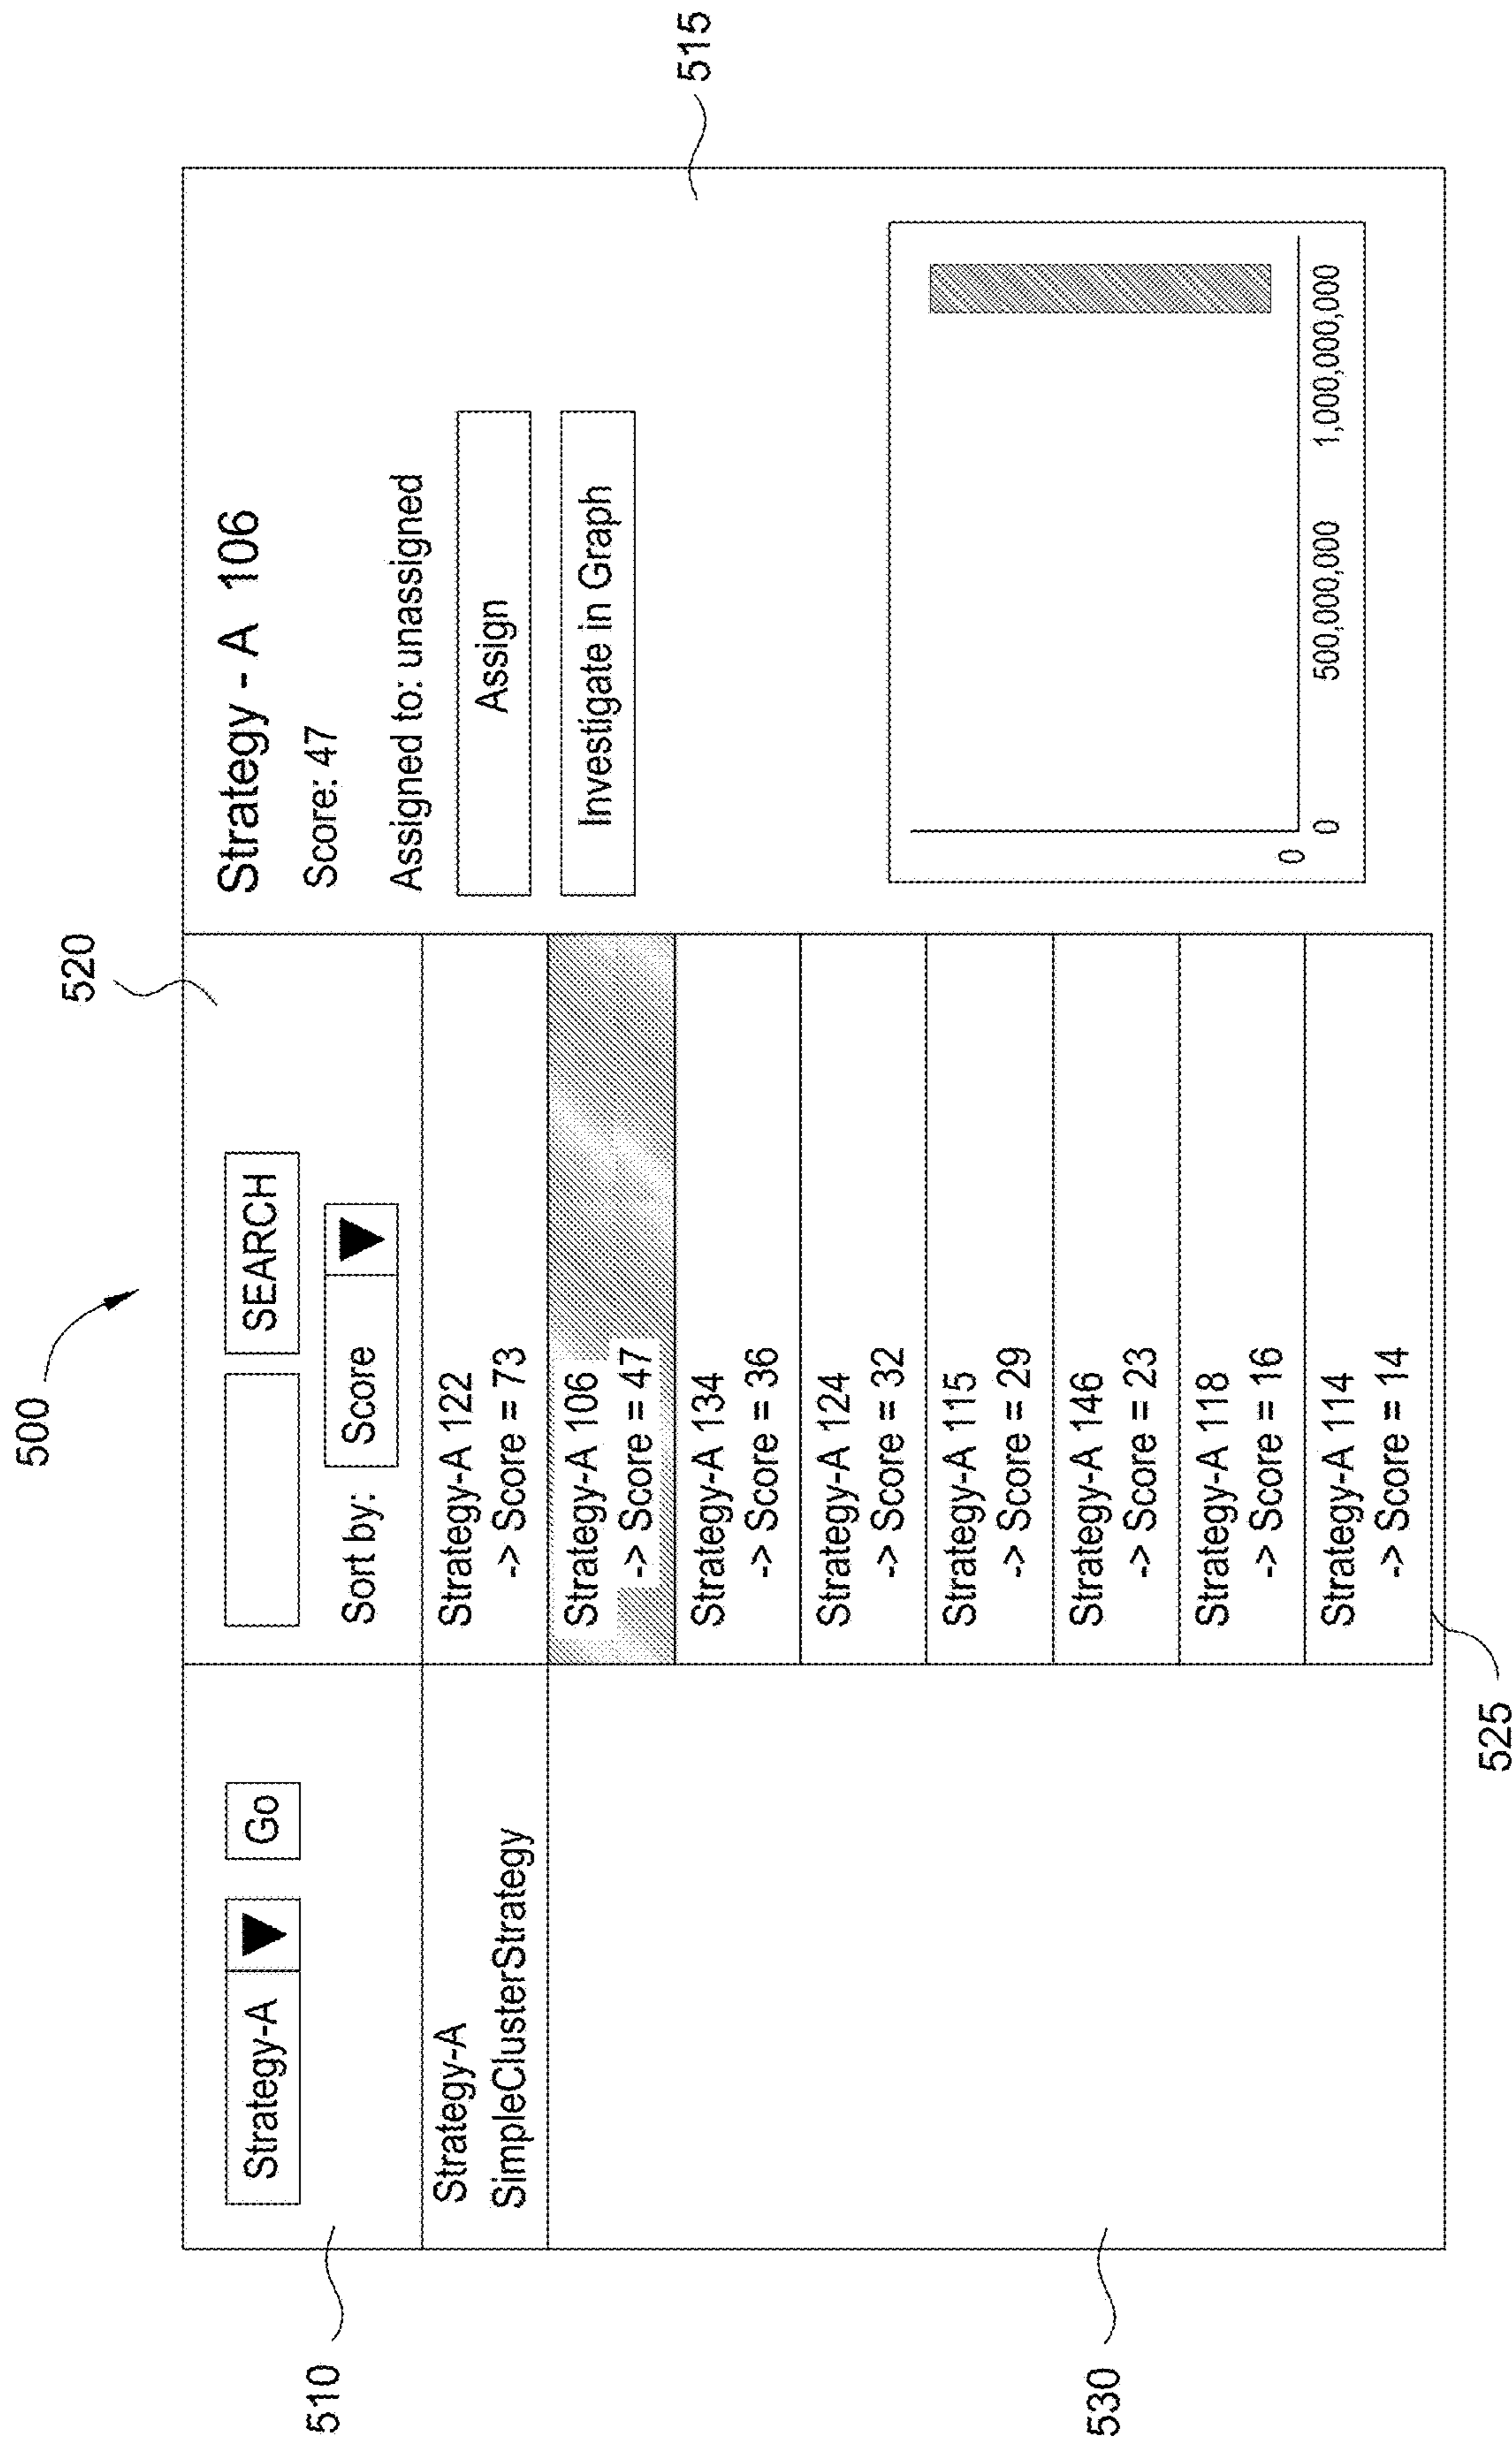 500
510
Strategy-A Go
Strategy-A
SimpleClusterStrategy
530
520
SEARCH
Sort by: Score
Strategy-A 122
-> Score = 73
Strategy-A 106
-> Score = 47
Strategy-A 134
-> Score = 36
Strategy-A 124
-> Score = 32
Strategy-A 115
-> Score = 29
Strategy-A 146
-> Score = 23
Strategy-A 118
-> Score = 16
Strategy-A 114
-> Score = 14
525
Strategy - A 106
Score: 47
Assigned to: unassigned
Assign
Investigate in Graph
515
0
0 500,000,000 1,000,000,000